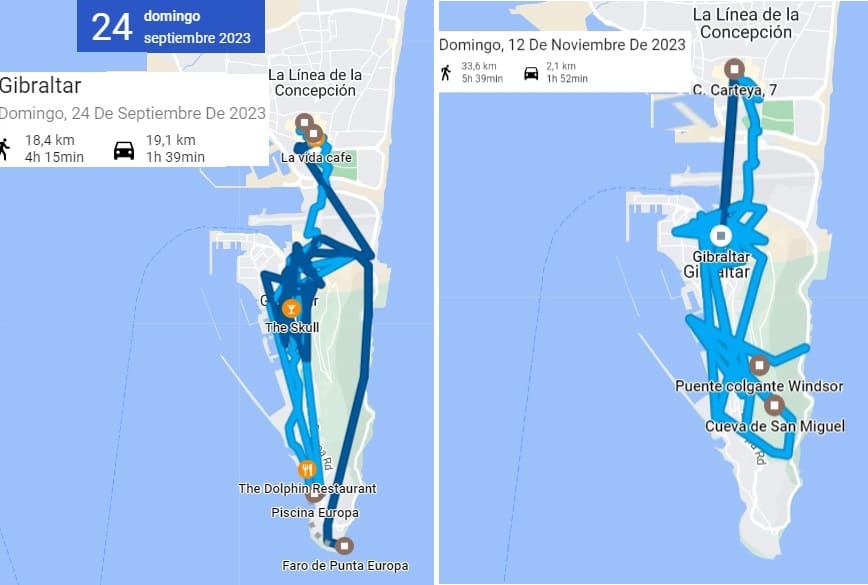 24
domingo
septiembre 2023
Gibraltar
Domingo, 24 De Septiembre De 2023
18,4 km
4h 15min
19,1 km
1h 39min
La Línea de la
Concepción
La vida cafe
The Skull
The Dolphin Restaurant
Piscina Europa
Faro de Punta Europa
Domingo, 12 De Noviembre De 2023
33,6 km
5h 39min
2,1 km
1h 52min
La Línea de la
Concepción
C. Carteya, 7
Gibraltar
Gibraltar
Puente colgante Windsor
Cueva de San Miguel